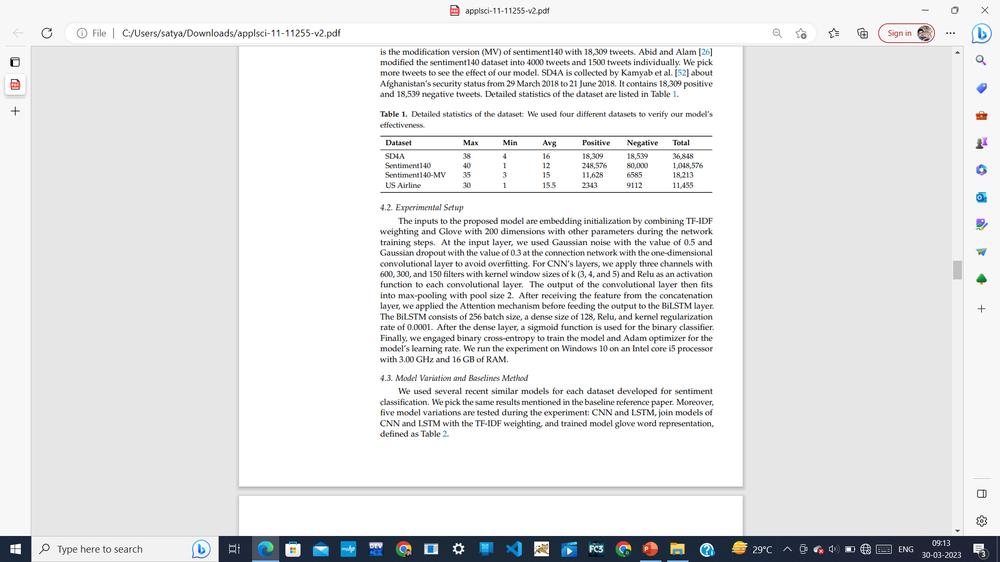 applsci-11-11255-v2.pdf
File
C:/Users/satya/Downloads/applsci-11-11255-v2.pdf
Sign in
is the modification version (MV) of sentiment140 with 18,309 tweets. Abid and Alam [26]
modified the sentiment140 dataset into 4000 tweets and 1500 tweets individually. We pick
more tweets to see the effect of our model. SD4A is collected by Kamyab et al. [52] about
Afghanistan's security status from 29 March 2018 to 21 June 2018. It contains 18,309 positive
and 18,539 negative tweets. Detailed statistics of the dataset are listed in Table 1.
Table 1. Detailed statistics of the dataset: We used four different datasets to verify our model's
effectiveness.
Dataset Max Min Avg Positive Negative Total
SD4A 38 4 16 18,309 18,539 36,848
Sentiment140 40 1 12 248,576 80,000 1,048,576
Sentiment140-MV 35 3 15 11,628 6585 18,213
US Airline 30 1 15.5 2343 9112 11,455
4.2. Experimental Setup
The inputs to the proposed model are embedding initialization by combining TF-IDF
weighting and Glove with 200 dimensions with other parameters during the network
training steps. At the input layer, we used Gaussian noise with the value of 0.5 and
Gaussian dropout with the value of 0.3 at the connection network with the one-dimensional
convolutional layer to avoid overfitting. For CNN's layers, we apply three channels with
600, 300, and 150 filters with kernel window sizes of k (3, 4, and 5) and Relu as an activation
function to each convolutional layer. The output of the convolutional layer then fits
into max-pooling with pool size 2. After receiving the feature from the concatenation
layer, we applied the Attention mechanism before feeding the output to the BiLSTM layer.
The BiLSTM consists of 256 batch size, a dense size of 128, Relu, and kernel regularization
rate of 0.0001. After the dense layer, a sigmoid function is used for the binary classifier.
Finally, we engaged binary cross-entropy to train the model and Adam optimizer for the
model's learning rate. We run the experiment on Windows 10 on an Intel core i5 processor
with 3.00 GHz and 16 GB of RAM.
4.3. Model Variation and Baselines Method
We used several recent similar models for each dataset developed for sentiment
classification. We pick the same results mentioned in the baseline reference paper. Moreover,
five model variations are tested during the experiment: CNN and LSTM, join models of
CNN and LSTM with the TF-IDF weighting, and trained model glove word representation,
defined as Table 2.
Type here to search
myhp
DEV
FC3
29°C
ENG
09:13
30-03-2023
3